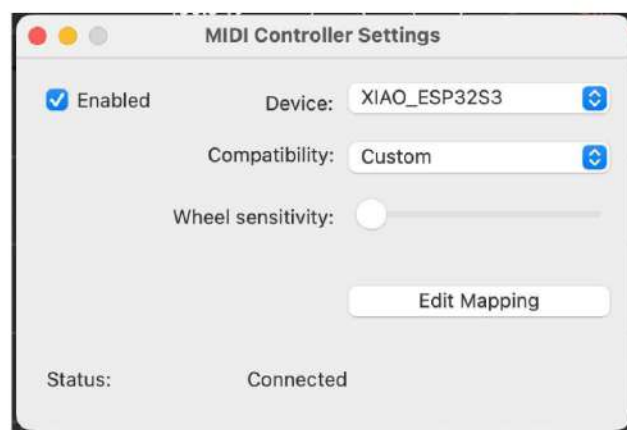 MIDI Controller Settings
Enabled
Device: XIAO_ESP32S3
Compatibility: Custom
Wheel sensitivity:
Edit Mapping
Status: Connected